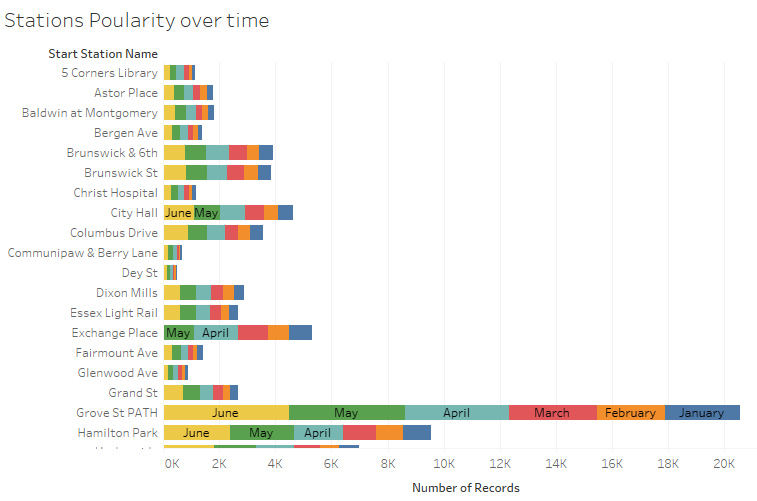 Stations Poularity over time
Start Station Name
5 Corners Library
Astor Place
Baldwin at Montgomery
Bergen Ave
Brunswick & 6th
Brunswick St
Christ Hospital
City Hall June May
Columbus Drive
Communipaw & Berry Lane
Dey St
Dixon Mills
Essex Light Rail
Exchange Place May April
Fairmount Ave
Glenwood Ave
Grand St
Grove St PATH June May April March February January
Hamilton Park June May April
0K 2K 4K 6K 8K 10K 12K 14K 16K 18K 20K
Number of Records